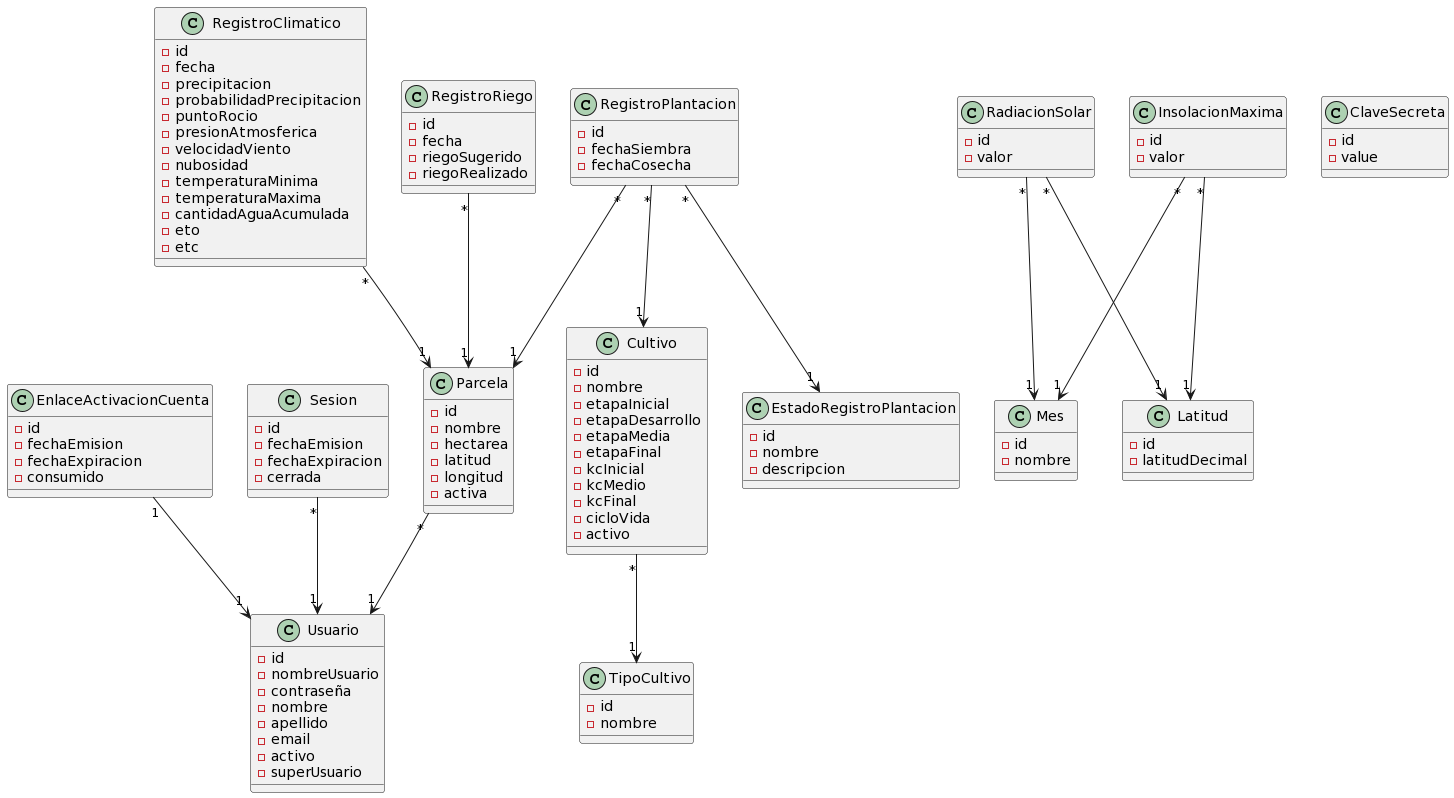 C RegistroClimatico
id
fecha
precipitacion
probabilidadPrecipitacion
puntoRocio
presionAtmosferica
velocidadViento
nubosidad
temperaturaMinima
temperaturaMaxima
cantidadAguaAcumulada
eto
etc
* 1
C RegistroRiego
id
fecha
riegoSugerido
riegoRealizado
* 1
C RegistroPlantacion
id
fechaSiembra
fechaCosecha
* 1
* 1
* 1
C RadiacionSolar
id
valor
* 1
* 1
C InsolacionMaxima
id
valor
* 1
* 1
C ClaveSecreta
id
value
C EnlaceActivacionCuenta
id
fechaEmision
fechaExpiracion
consumido
1 1
C Sesion
id
fechaEmision
fechaExpiracion
cerrada
* 1
C Parcela
id
nombre
hectarea
latitud
longitud
activa
* 1
C Cultivo
id
nombre
etapaInicial
etapaDesarrollo
etapaMedia
etapaFinal
kcInicial
kcMedio
kcFinal
cicloVida
activo
* 1
C EstadoRegistroPlantacion
id
nombre
descripcion
C Mes
id
nombre
C Latitud
id
latitudDecimal
C Usuario
id
nombreUsuario
contraseña
nombre
apellido
email
activo
superUsuario
C TipoCultivo
id
nombre